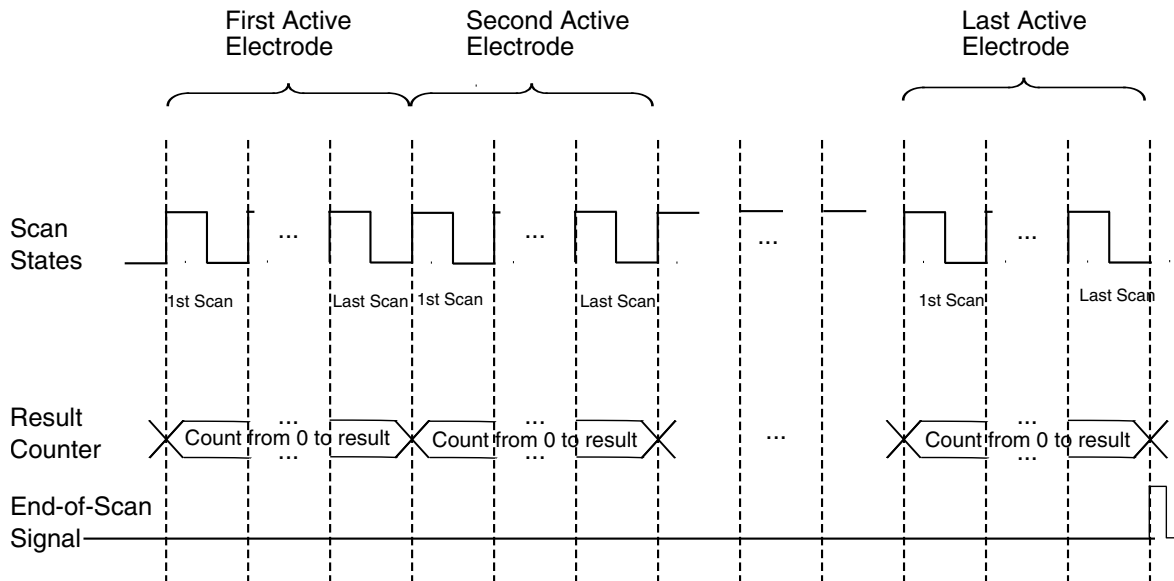 First Active
Electrode
Second Active
Electrode
Last Active
Electrode
Scan
States
...
...
...
...
1st Scan
Last Scan
1st Scan
Last Scan
1st Scan
Last Scan
Result
Counter
...
Count from 0 to result
...
...
Count from 0 to result
...
...
...
Count from 0 to result
...
End-of-Scan
Signal